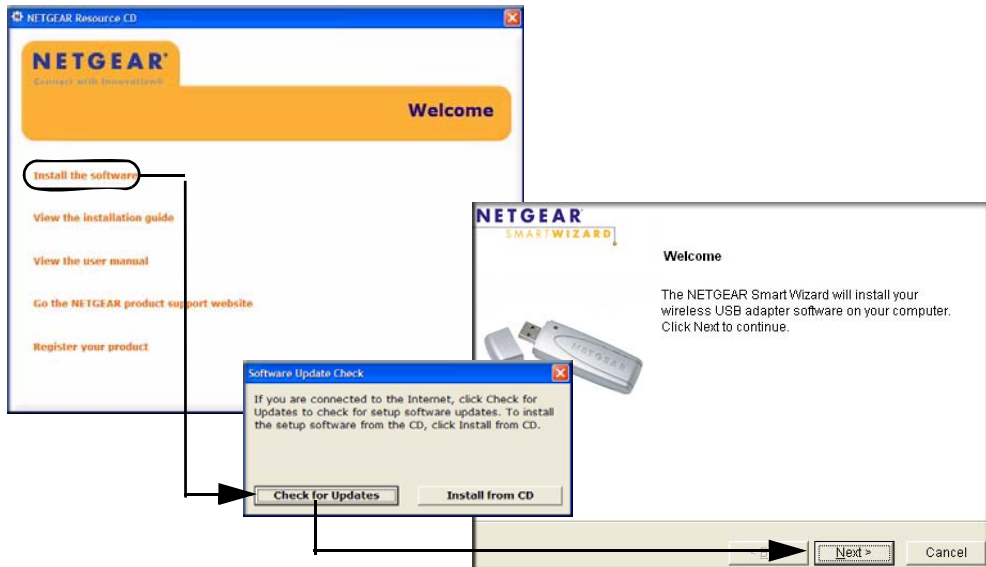 NETGEAR Resource CD
NETGEAR®
Connect with Innovation®
Welcome
Install the software
View the installation guide
View the user manual
Go the NETGEAR product support website
Register your product
Software Update Check
If you are connected to the Internet, click Check for
Updates to check for setup software updates. To install
the setup software from the CD, click Install from CD.
Check for Updates
Install from CD
NETGEAR
SMARTWIZARD
Welcome
The NETGEAR Smart Wizard will install your
wireless USB adapter software on your computer.
Click Next to continue.
NETGEAR
Next >
Cancel